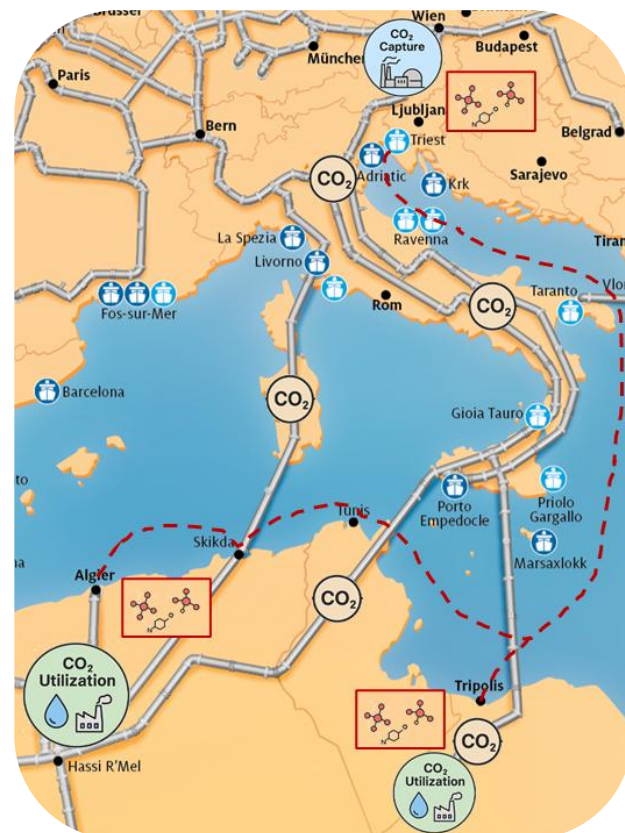 Brüssel
Wien
CO₂
Capture
München
Budapest
Paris
Bern
Ljubljan
Triest
Belgrad
CO₂
Adriatic
Krk
Sarajevo
La Spezia
Ravenna
Livorno
Tiran
Fos-sur-Mer
Rom
CO₂
Taranto
Vlor
Barcelona
CO₂
Gioia Tauro
Porto
Empedocle
Priolo
Gargallo
Tunis
Skikda
Marsaxlokk
Algier
CO₂
N
CO₂
Utilization
Tripolis
N
CO₂
Hassi R'Mel
CO₂
Utilization